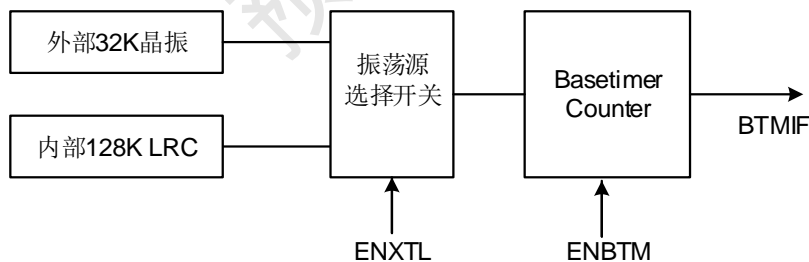 外部32K晶振
内部128K LRC
振荡源
选择开关
Basetimer
Counter
BTMIF
ENXTL
ENBTM